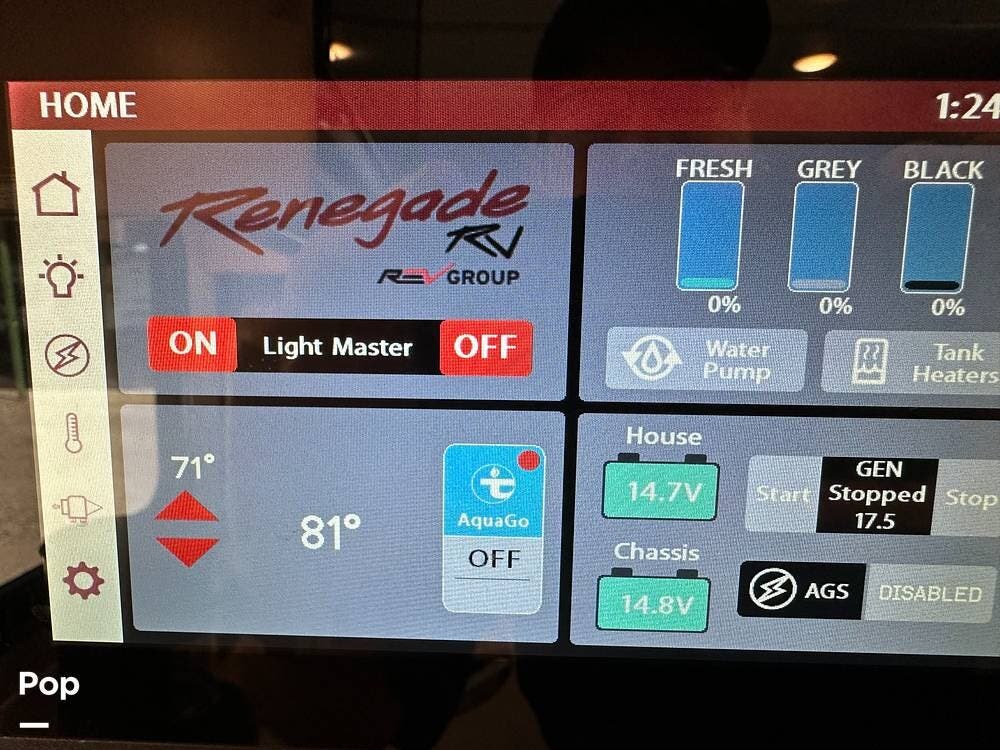 HOME
1:24
Renegade
RV
REV GROUP
ON Light Master OFF
FRESH GREY BLACK
0% 0% 0%
Water Pump
Tank Heaters
71°
81°
AquaGo
OFF
House
14.7V
Chassis
14.8V
Start
GEN
Stopped
17.5
Stop
AGS DISABLED
Pop